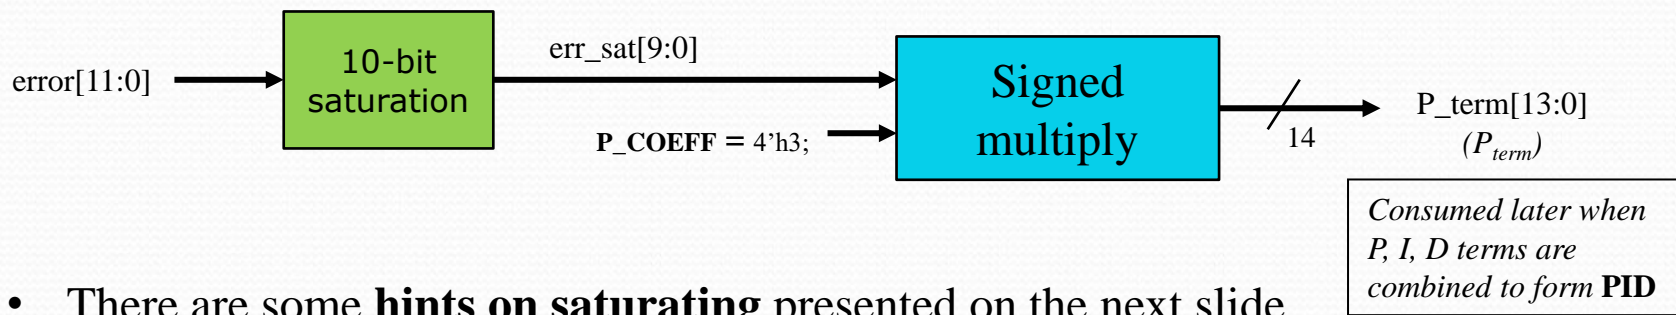 error[11:0]
10-bit
saturation
err_sat[9:0]
P_COEFF = 4’h3;
Signed
multiply
14
P_term[13:0]
(Pterm)
Consumed later when
P, I, D terms are
combined to form PID
• There are some hints on saturating presented on the next slide